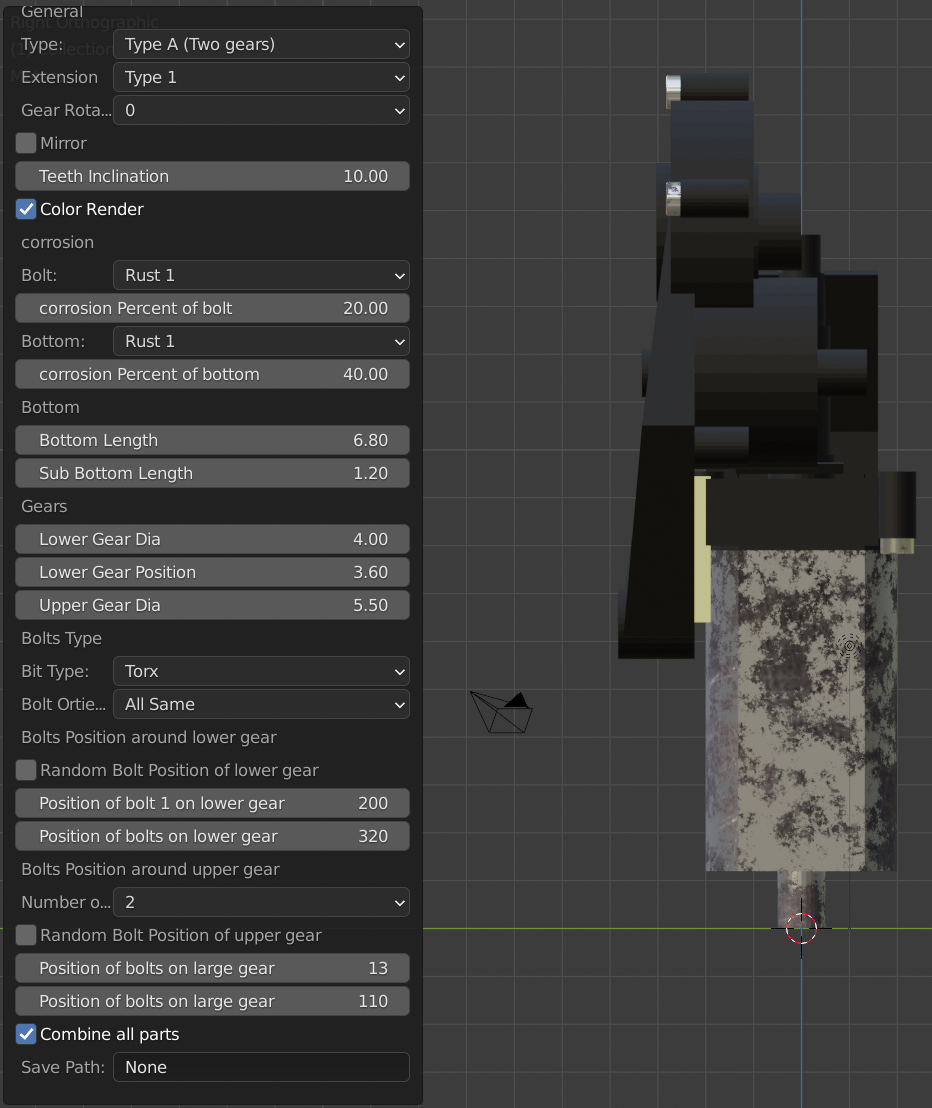 General
Right Orthographic
Type: Type A (Two gears)
Extension Type 1
Gear Rota... 0
Mirror
Teeth Inclination 10.00
Color Render
corrosion
Bolt: Rust 1
corrosion Percent of bolt 20.00
Bottom: Rust 1
corrosion Percent of bottom 40.00
Bottom
Bottom Length 6.80
Sub Bottom Length 1.20
Gears
Lower Gear Dia 4.00
Lower Gear Position 3.60
Upper Gear Dia 5.50
Bolts Type
Bit Type: Torx
Bolt Ortie... All Same
Bolts Position around lower gear
Random Bolt Position of lower gear
Position of bolt 1 on lower gear 200
Position of bolts on lower gear 320
Bolts Position around upper gear
Number o... 2
Random Bolt Position of upper gear
Position of bolts on large gear 13
Position of bolts on large gear 110
Combine all parts
Save Path: None